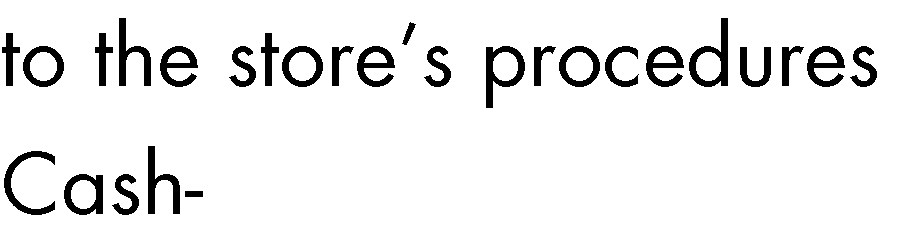 to the store’s procedures
Cash-